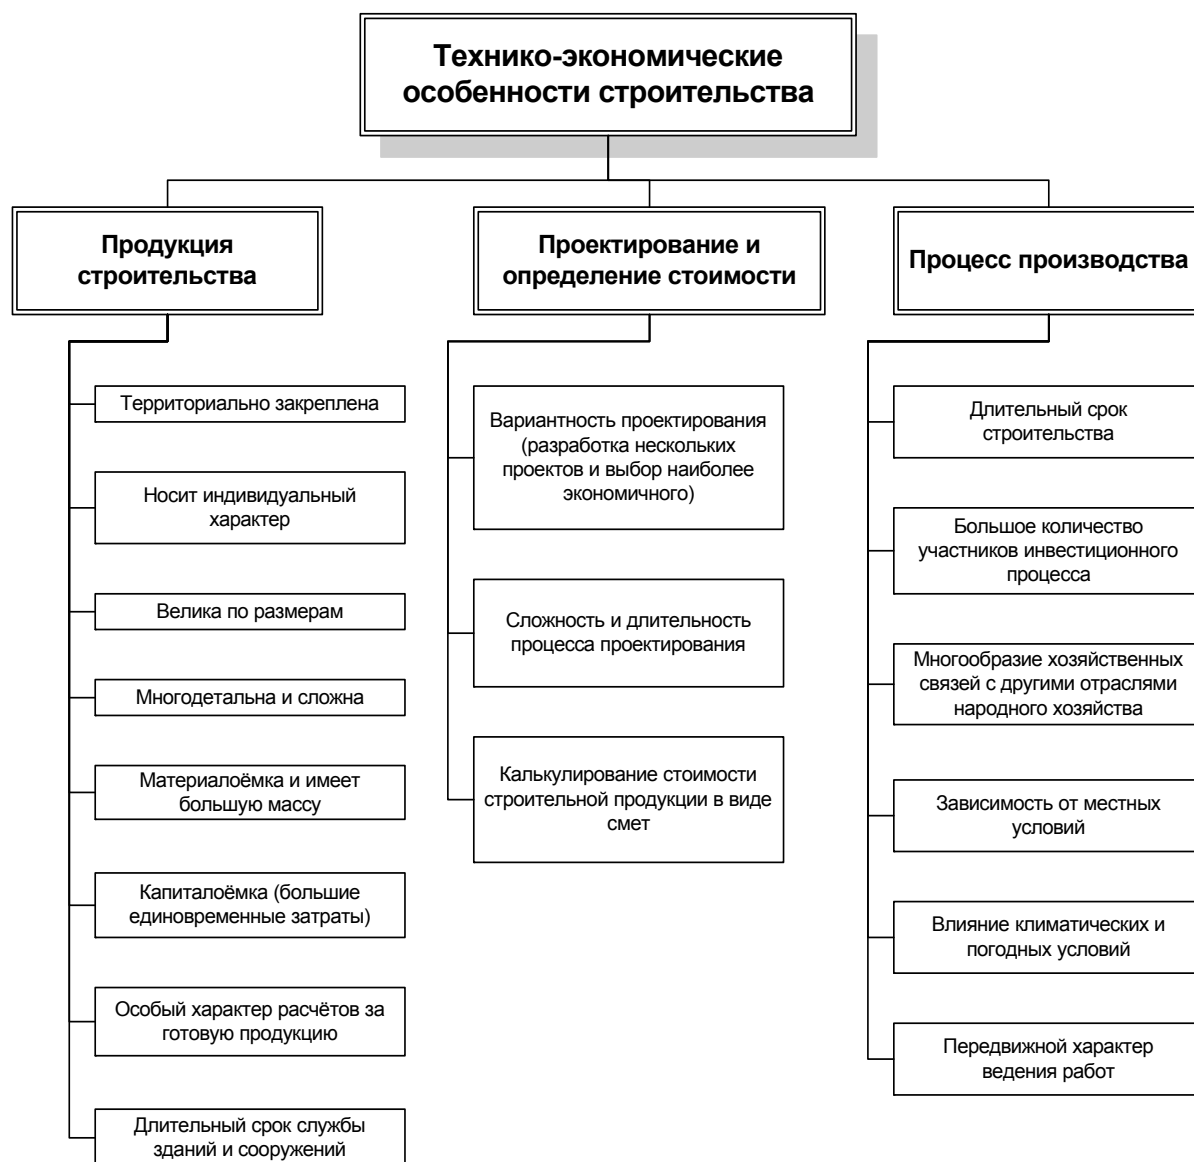 Технико-экономические
особенности строительства
Продукция
строительства
Проектирование и
определение стоимости
Процесс производства
Территориально закреплена
Носит индивидуальный
характер
Велика по размерам
Многодетальна и сложна
Материалоёмка и имеет
большую массу
Капиталоёмка (большие
единовременные затраты)
Особый характер расчётов за
готовую продукцию
Длительный срок службы
зданий и сооружений
Вариантность проектирования
(разработка нескольких
проектов и выбор наиболее
экономичного)
Сложность и длительность
процесса проектирования
Калькулирование стоимости
строительной продукции в виде
смет
Длительный срок
строительства
Большое количество
участников инвестиционного
процесса
Многообразие хозяйственных
связей с другими отраслями
народного хозяйства
Зависимость от местных
условий
Влияние климатических и
погодных условий
Передвижной характер
ведения работ